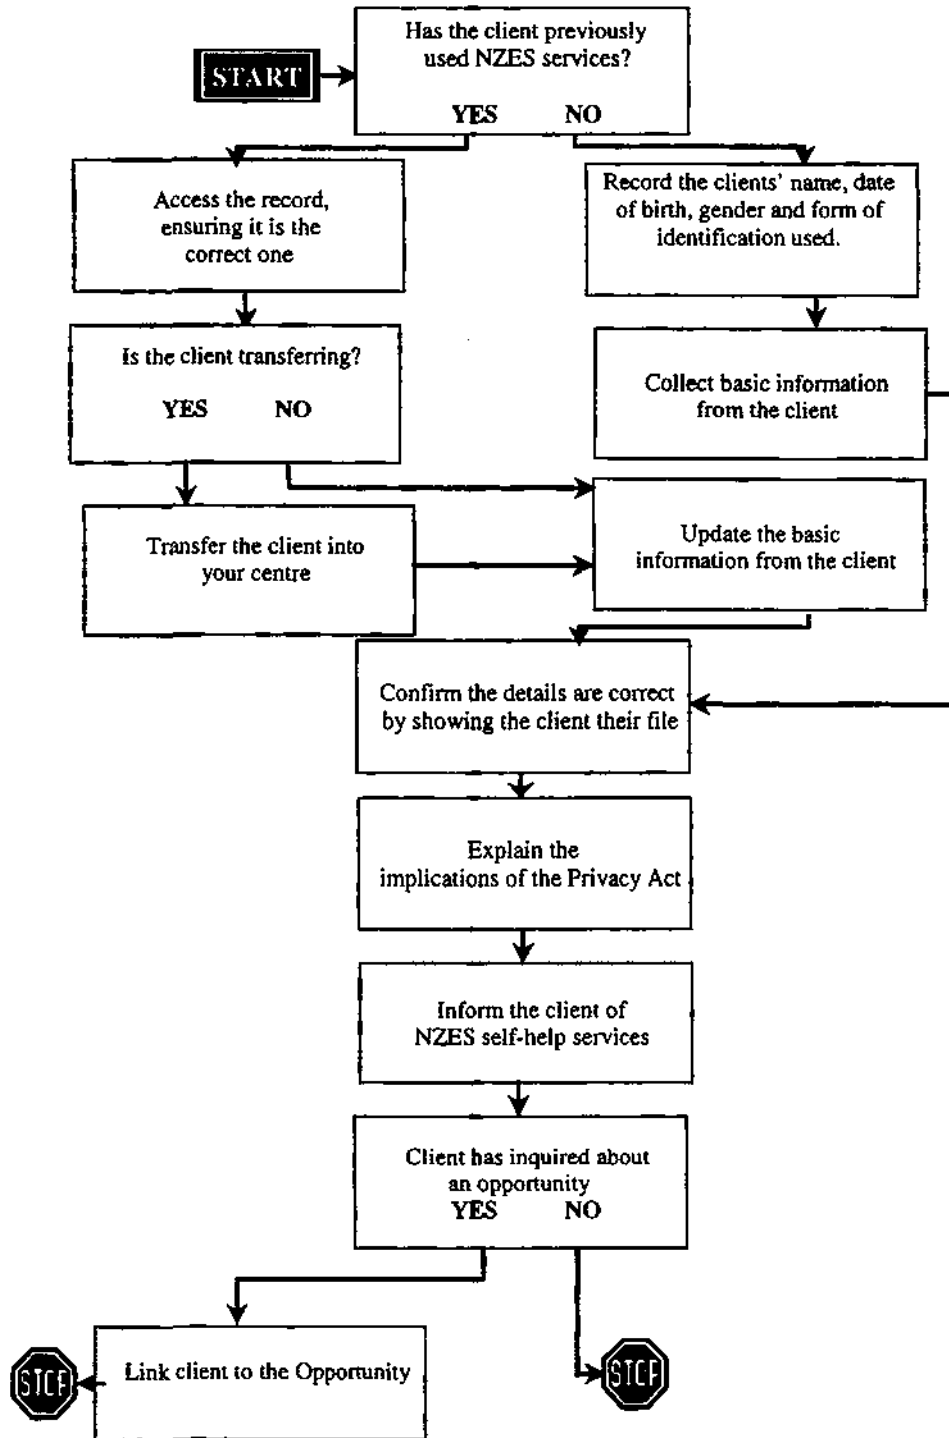 Has the client previously
used NZES services?
START
YES NO
Access the record,
ensuring it is the
correct one
Record the clients' name, date
of birth, gender and form of
identification used.
Is the client transferring?
YES NO
Collect basic information
from the client
Transfer the client into
your centre
Update the basic
information from the client
Confirm the details are correct
by showing the client their file
Explain the
implications of the Privacy Act
Inform the client of
NZES self-help services
Client has inquired about
an opportunity
YES NO
Link client to the Opportunity
STOP
STOP